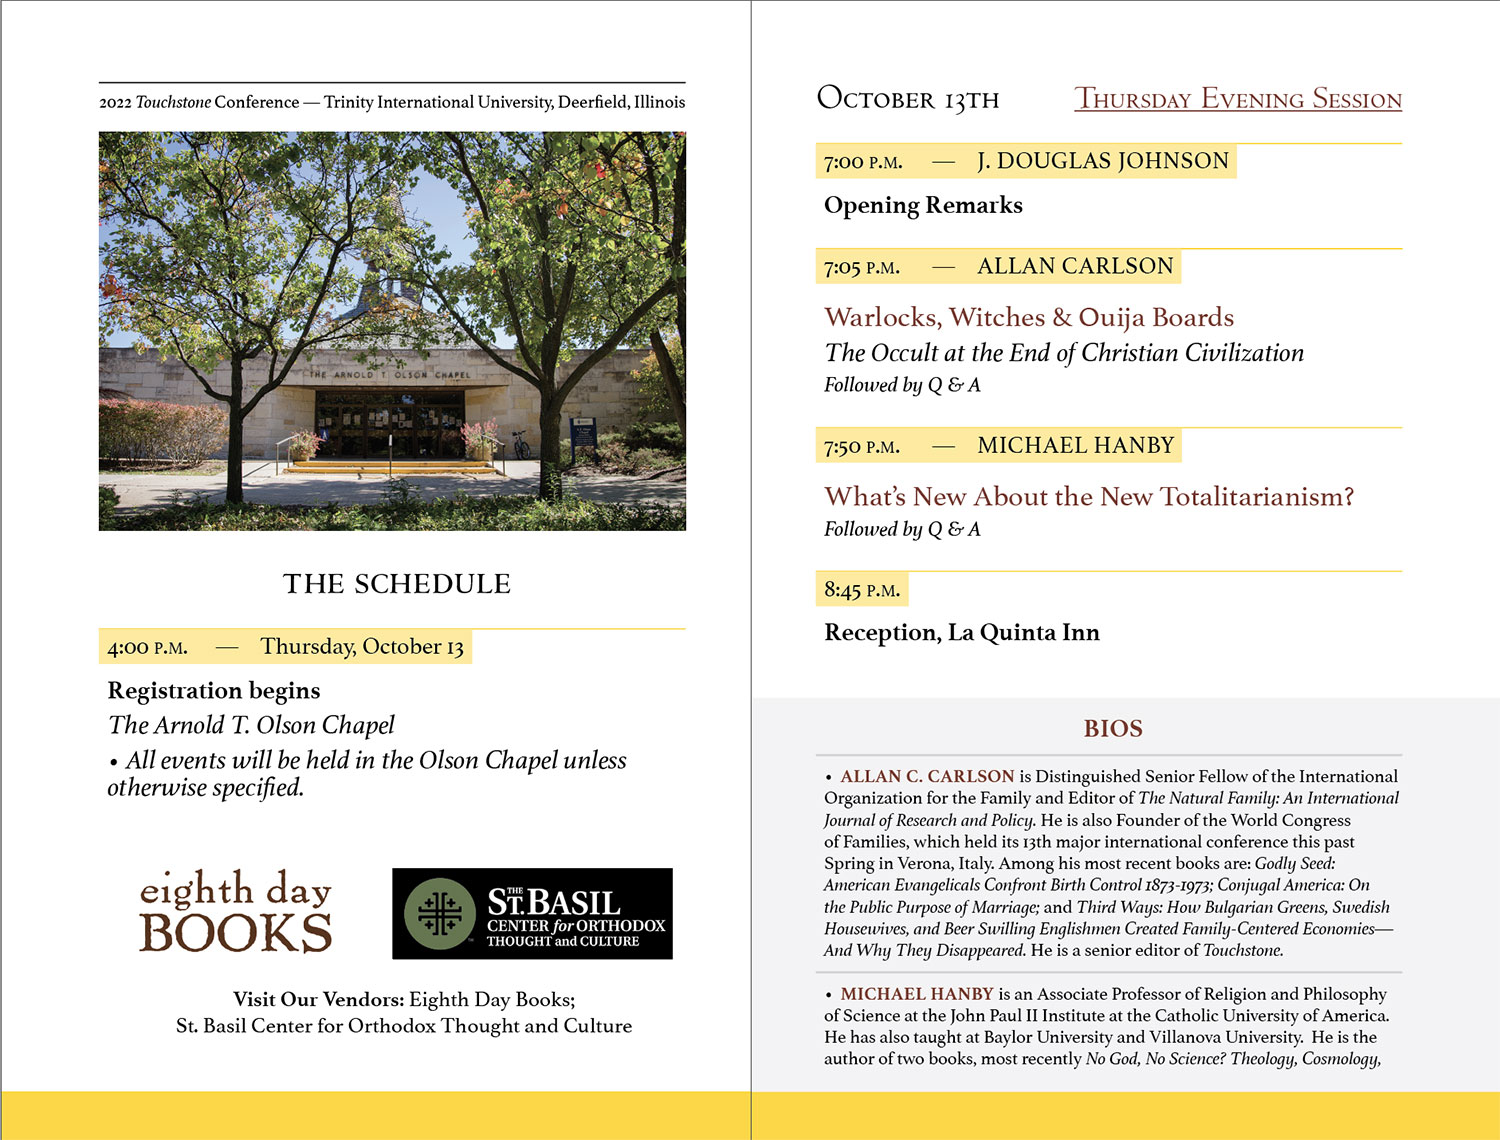 2022 Touchstone Conference — Trinity International University, Deerfield, Illinois
THE ARNOLD T. OLSON CHAPEL
THE SCHEDULE
4:00 P.M. — Thursday, October 13
Registration begins
The Arnold T. Olson Chapel
• All events will be held in the Olson Chapel unless
otherwise specified.
eighth day
BOOKS
THE
ST. BASIL
CENTER for ORTHODOX
THOUGHT and CULTURE
Visit Our Vendors: Eighth Day Books;
St. Basil Center for Orthodox Thought and Culture
October 13th Thursday Evening Session
7:00 P.M. — J. DOUGLAS JOHNSON
Opening Remarks
7:05 P.M. — ALLAN CARLSON
Warlocks, Witches & Ouija Boards
The Occult at the End of Christian Civilization
Followed by Q & A
7:50 P.M. — MICHAEL HANBY
What's New About the New Totalitarianism?
Followed by Q & A
8:45 P.M.
Reception, La Quinta Inn
BIOS
• ALLAN C. CARLSON is Distinguished Senior Fellow of the International
Organization for the Family and Editor of The Natural Family: An International
Journal of Research and Policy. He is also Founder of the World Congress
of Families, which held its 13th major international conference this past
Spring in Verona, Italy. Among his most recent books are: Godly Seed:
American Evangelicals Confront Birth Control 1873-1973; Conjugal America: On
the Public Purpose of Marriage; and Third Ways: How Bulgarian Greens, Swedish
Housewives, and Beer Swilling Englishmen Created Family-Centered Economies—
And Why They Disappeared. He is a senior editor of Touchstone.
• MICHAEL HANBY is an Associate Professor of Religion and Philosophy
of Science at the John Paul II Institute at the Catholic University of America.
He has also taught at Baylor University and Villanova University. He is the
author of two books, most recently No God, No Science? Theology, Cosmology,